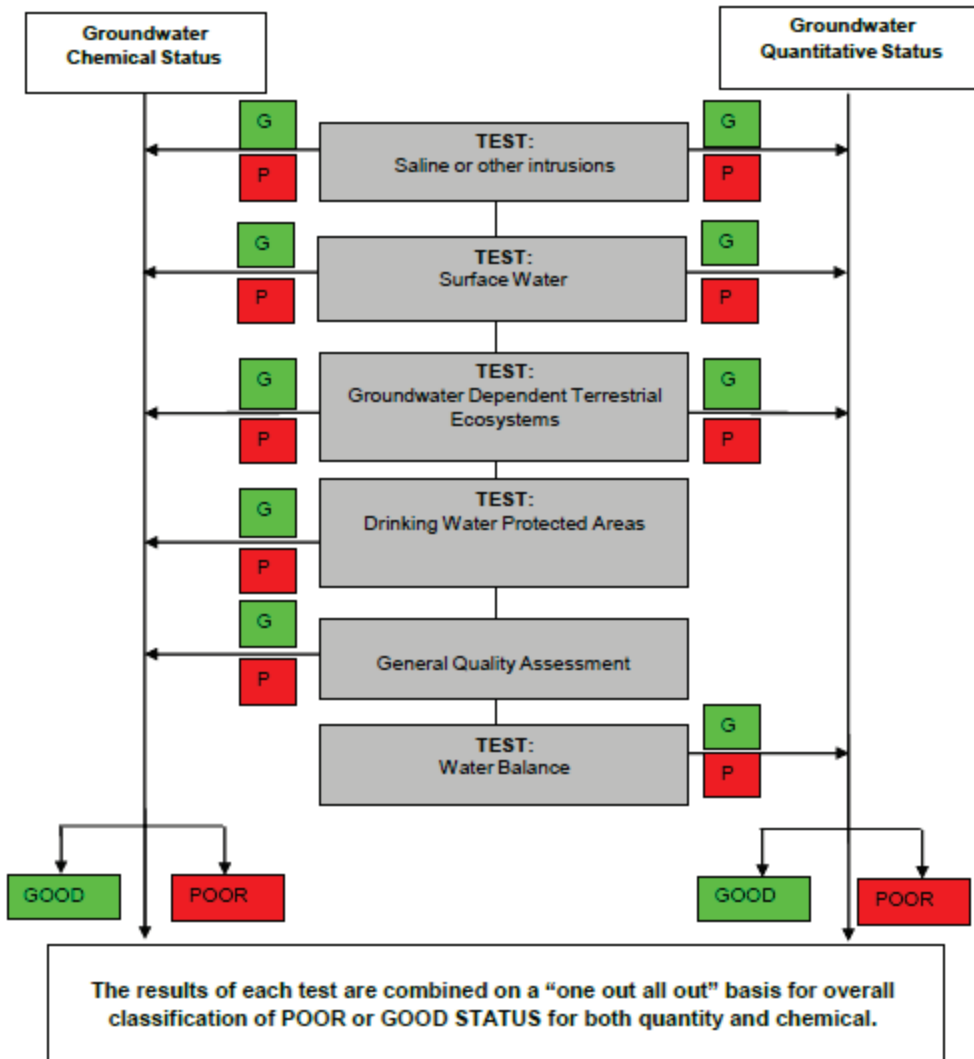 Groundwater
Chemical Status
Groundwater
Quantitative Status
G
G
TEST:
Saline or other intrusions
P
P
G
G
TEST:
Surface Water
P
P
G
G
TEST:
Groundwater Dependent Terrestrial
Ecosystems
P
P
G
TEST:
Drinking Water Protected Areas
P
G
General Quality Assessment
P
G
TEST:
Water Balance
P
GOOD
POOR
GOOD
POOR
The results of each test are combined on a “one out all out” basis for overall
classification of POOR or GOOD STATUS for both quantity and chemical.